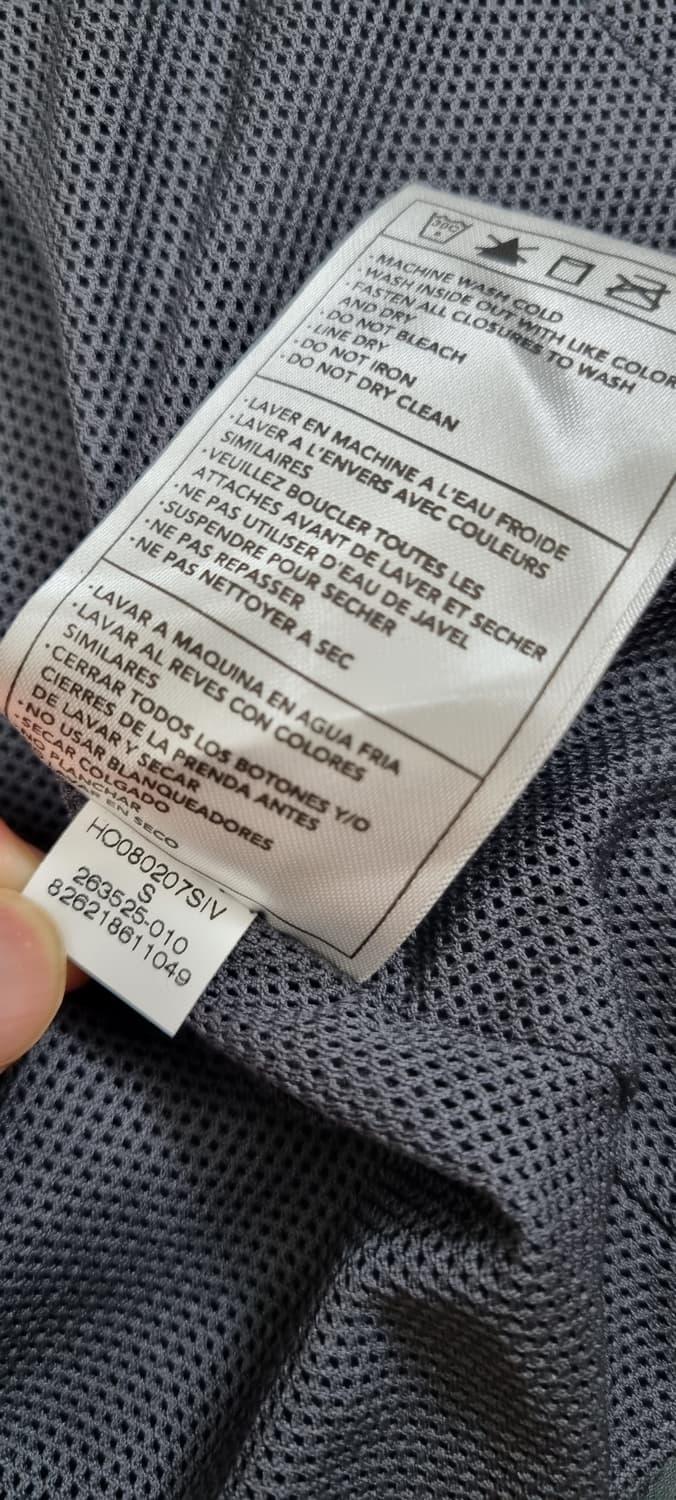 30C
·MACHINE WASH COLD
·WASH INSIDE OUT WITH LIKE COLOR
·FASTEN ALL CLOSURES TO WASH
AND DRY
·DO NOT BLEACH
·LINE DRY
·DO NOT IRON
·DO NOT DRY CLEAN
·LAVER EN MACHINE A L'EAU FROIDE
·LAVER A L'ENVERS AVEC COULEURS
SIMILAIRES
·VEUILLEZ BOUCLER TOUTES LES
ATTACHES AVANT DE LAVER ET SECHER
·NE PAS UTILISER D'EAU DE JAVEL
·SUSPENDRE POUR SECHER
·NE PAS REPASSER
·NE PAS NETTOYER A SEC
·LAVAR A MAQUINA EN AGUA FRIA
·LAVAR AL REVES CON COLORES
SIMILARES
·CERRAR TODOS LOS BOTONES Y/O
CIERRES DE LA PRENDA ANTES
DE LAVAR Y SECAR
·NO USAR BLANQUEADORES
·SECAR COLGADO
NO PLANCHAR
EN SECO
HO080207SIV
S
263525-010
826218611049